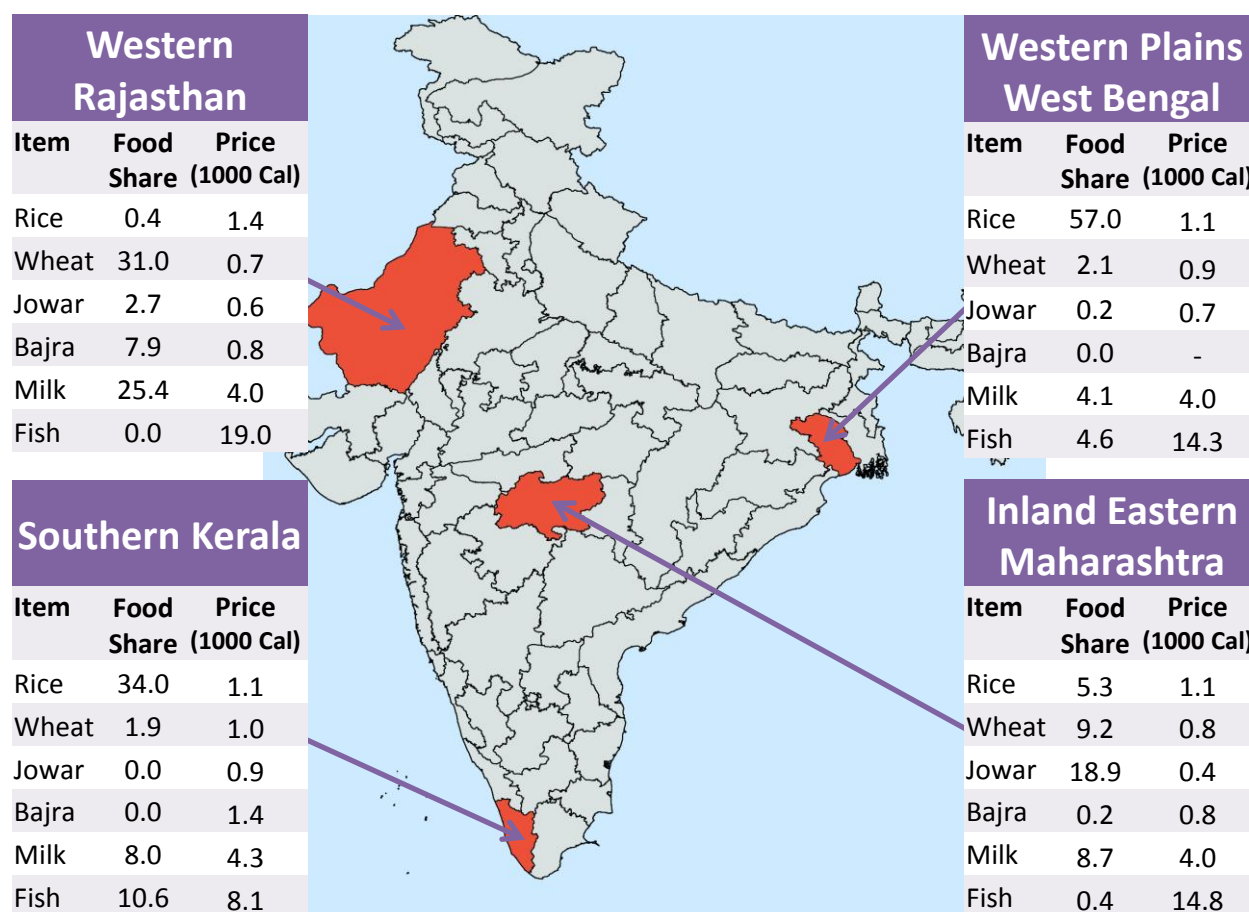 Western
Rajasthan
Item Food Price
Share (1000 Cal)
Rice 0.4 1.4
Wheat 31.0 0.7
Jowar 2.7 0.6
Bajra 7.9 0.8
Milk 25.4 4.0
Fish 0.0 19.0
Western Plains
West Bengal
Item Food Price
Share (1000 Cal)
Rice 57.0 1.1
Wheat 2.1 0.9
Jowar 0.2 0.7
Bajra 0.0 -
Milk 4.1 4.0
Fish 4.6 14.3
Southern Kerala
Item Food Price
Share (1000 Cal)
Rice 34.0 1.1
Wheat 1.9 1.0
Jowar 0.0 0.9
Bajra 0.0 1.4
Milk 8.0 4.3
Fish 10.6 8.1
Inland Eastern
Maharashtra
Item Food Price
Share (1000 Cal)
Rice 5.3 1.1
Wheat 9.2 0.8
Jowar 18.9 0.4
Bajra 0.2 0.8
Milk 8.7 4.0
Fish 0.4 14.8